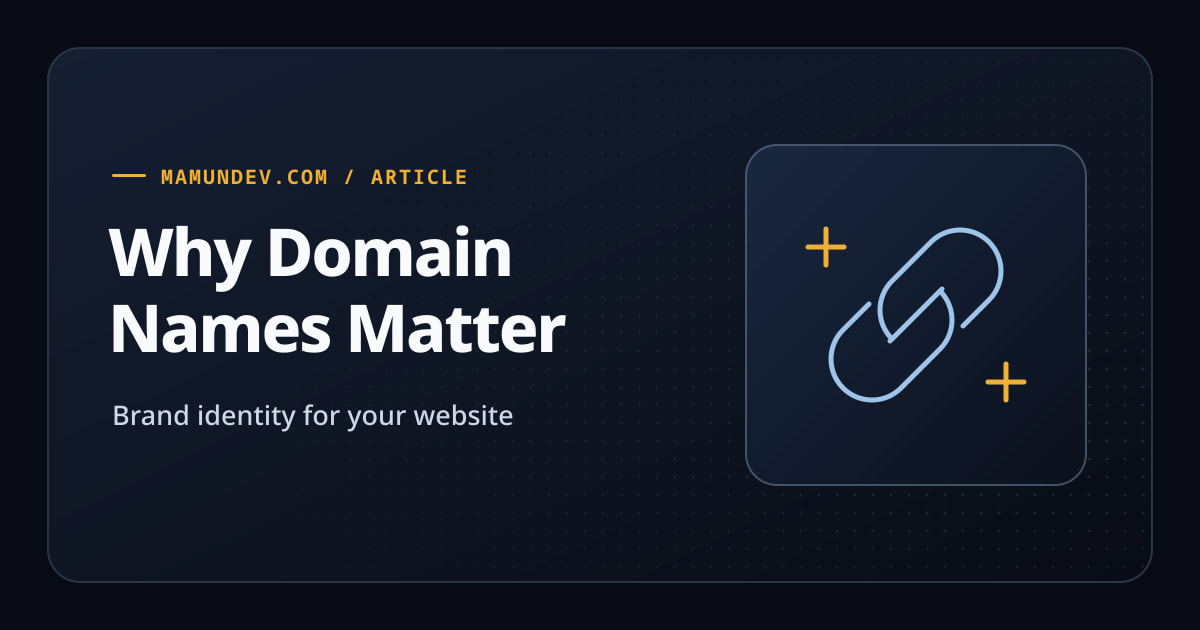 MAMUNDEV.COM / ARTICLE
Why Domain
Names Matter
Brand identity for your website